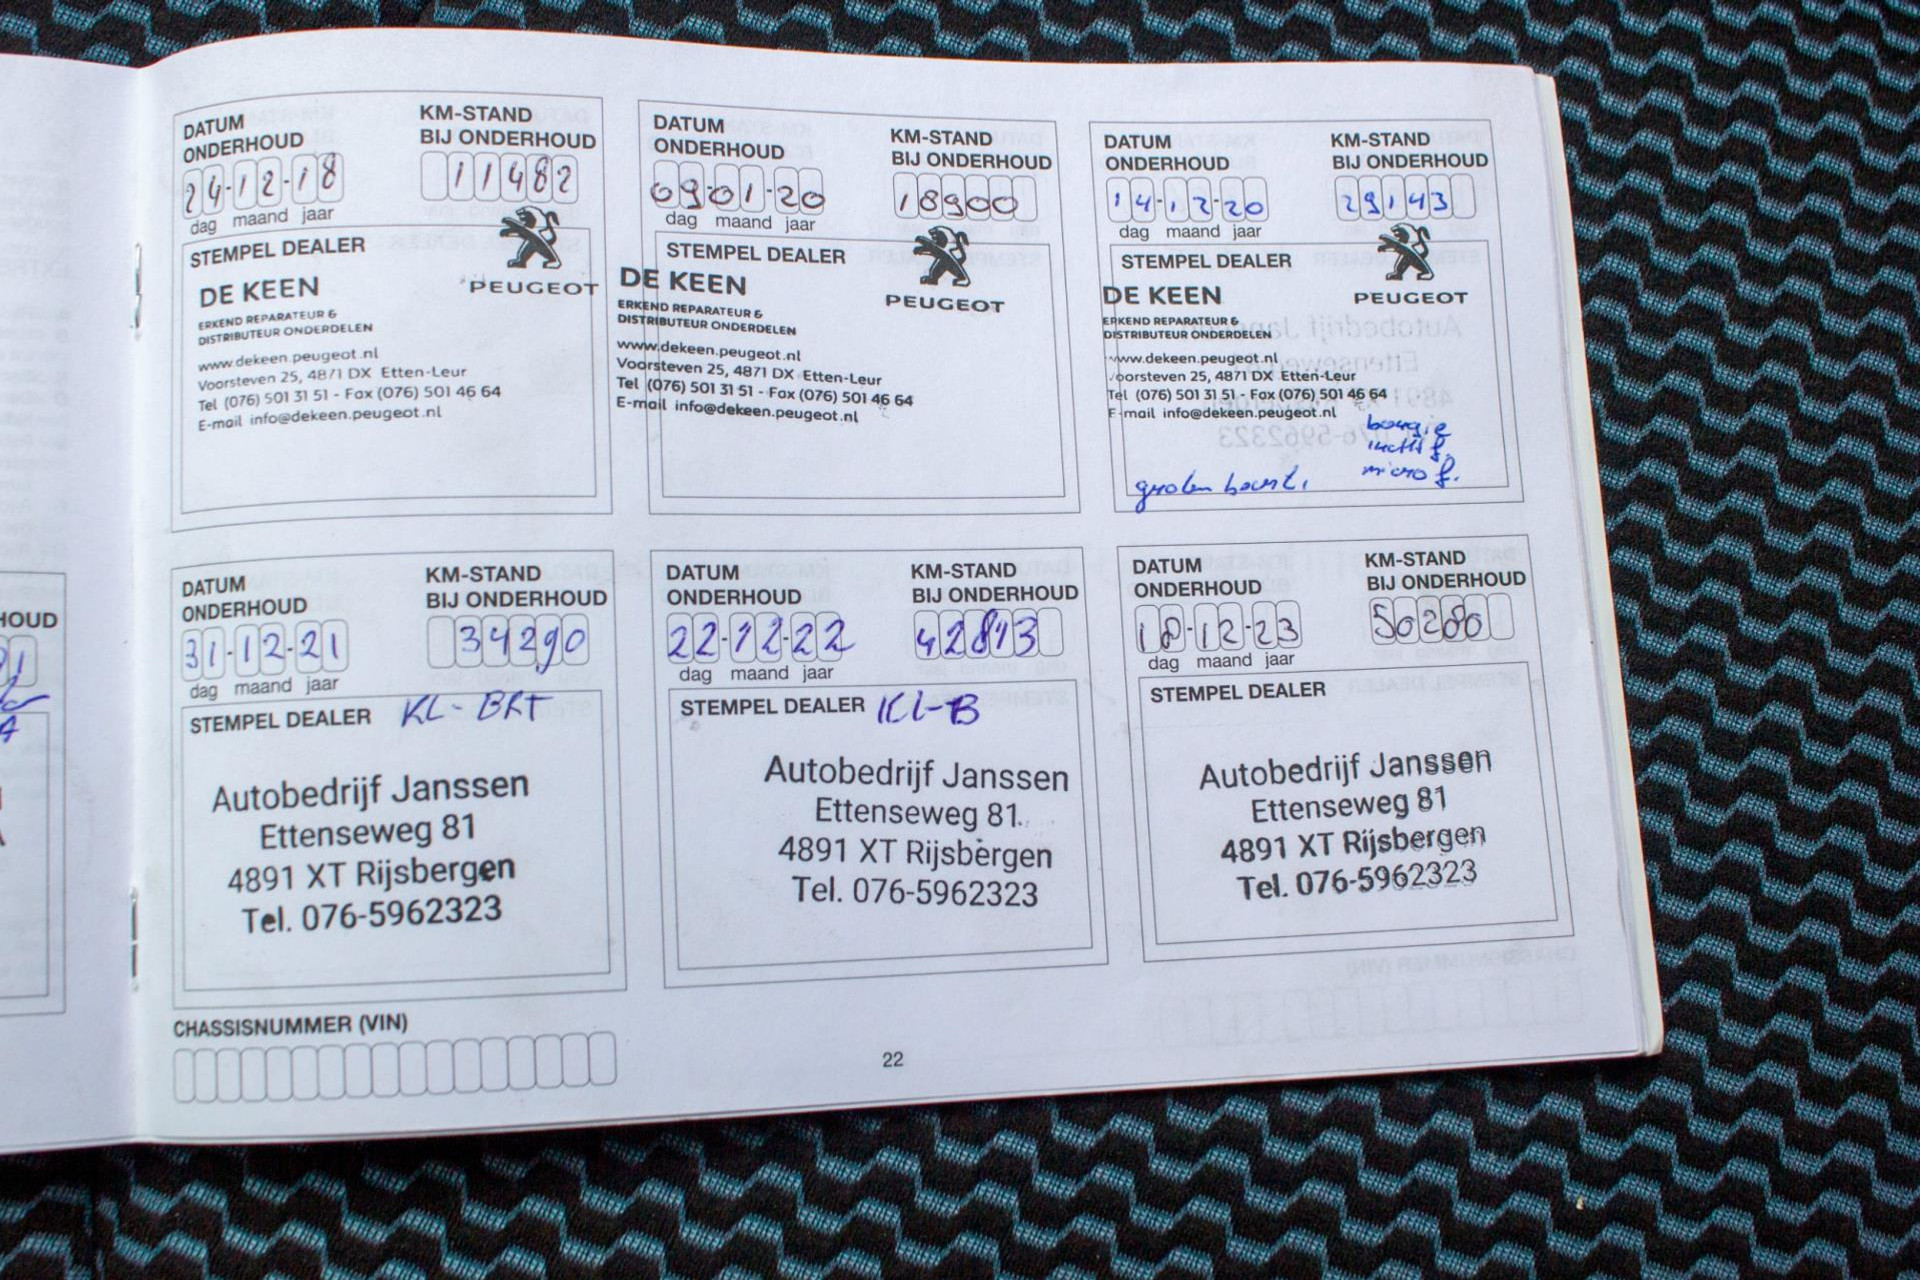 DATUM
ONDERHOUD
24-12-18
dag maand jaar
KM-STAND
BIJ ONDERHOUD
11482
STEMPEL DEALER
DE KEEN
ERKEND REPARATEUR &
DISTRIBUTEUR ONDERDELEN
PEUGEOT
www.dekeen.peugeot.nl
Voorsteven 25, 4871 DX Etten-Leur
Tel (076) 501 31 51 - Fax (076) 501 46 64
E-mail info@dekeen.peugeot.nl
DATUM
ONDERHOUD
09-01-20
dag maand jaar
KM-STAND
BIJ ONDERHOUD
18900
STEMPEL DEALER
DE KEEN
ERKEND REPARATEUR &
DISTRIBUTEUR ONDERDELEN
PEUGEOT
www.dekeen.peugeot.nl
Voorsteven 25, 4871 DX Etten-Leur
Tel (076) 501 31 51 - Fax (076) 501 46 64
E-mail info@dekeen.peugeot.nl
DATUM
ONDERHOUD
14-12-20
dag maand jaar
KM-STAND
BIJ ONDERHOUD
29143
STEMPEL DEALER
DE KEEN
ERKEND REPARATEUR &
DISTRIBUTEUR ONDERDELEN
PEUGEOT
www.dekeen.peugeot.nl
Voorsteven 25, 4871 DX Etten-Leur
Tel (076) 501 31 51 - Fax (076) 501 46 64
E-mail info@dekeen.peugeot.nl
bougie
micro f.
DATUM
ONDERHOUD
31-12-21
dag maand jaar
KM-STAND
BIJ ONDERHOUD
34290
STEMPEL DEALER KL-BRT
Autobedrijf Janssen
Ettenseweg 81
4891 XT Rijsbergen
Tel. 076-5962323
DATUM
ONDERHOUD
22-12-22
dag maand jaar
KM-STAND
BIJ ONDERHOUD
42813
STEMPEL DEALER KL-B
Autobedrijf Janssen
Ettenseweg 81
4891 XT Rijsbergen
Tel. 076-5962323
DATUM
ONDERHOUD
18-12-23
dag maand jaar
KM-STAND
BIJ ONDERHOUD
50280
STEMPEL DEALER
Autobedrijf Janssen
Ettenseweg 81
4891 XT Rijsbergen
Tel. 076-5962323
CHASSISNUMMER (VIN)
22